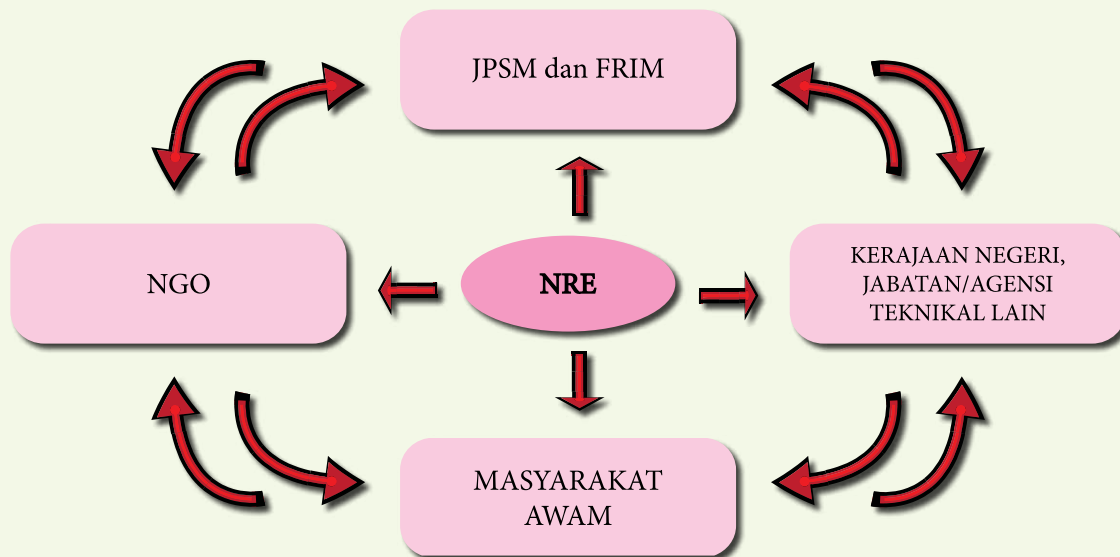 JPSM dan FRIM
NGO
NRE
KERAJAAN NEGERI,
JABATAN/AGENSI
TEKNIKAL LAIN
MASYARAKAT
AWAM